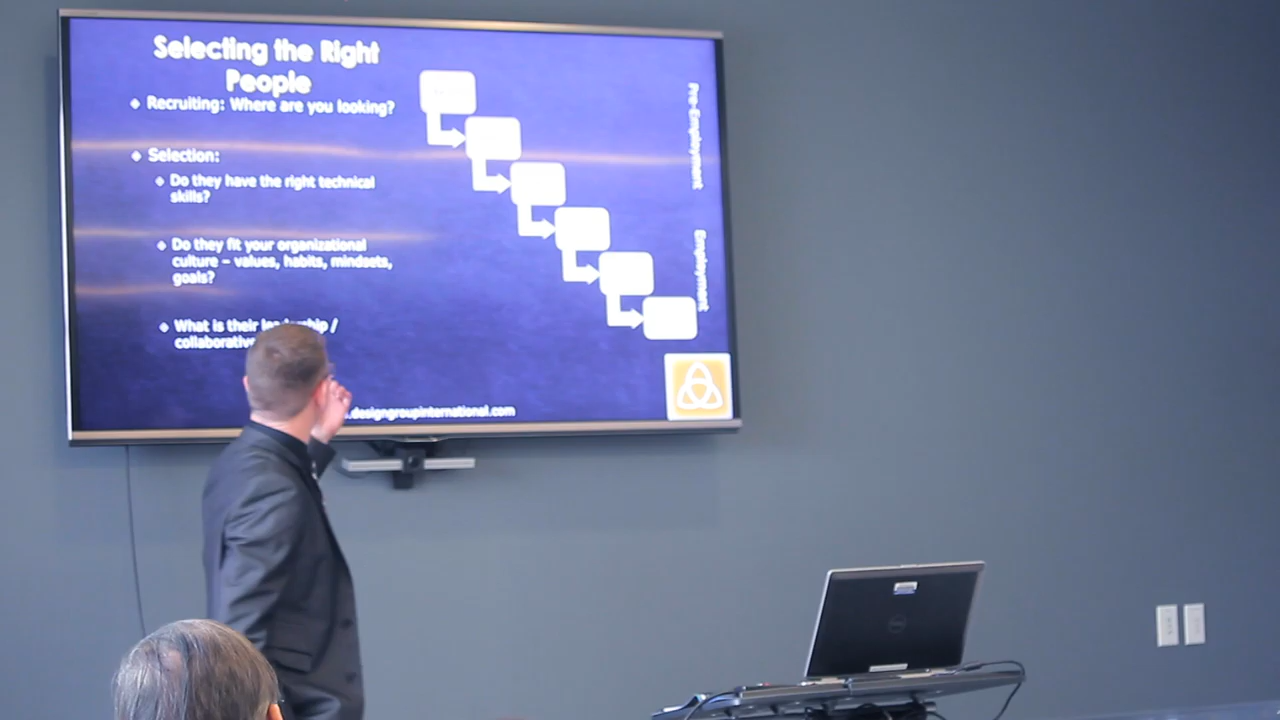 Selecting the Right
People
❖ Recruiting: Where are you looking?
❖ Selection:
❖ Do they have the right technical
skills?
❖ Do they fit your organizational
culture – values, habits, mindsets,
goals?
❖ What is their leadership /
collaborative
.designgroupinternational.com
Pre-Employment
Employment